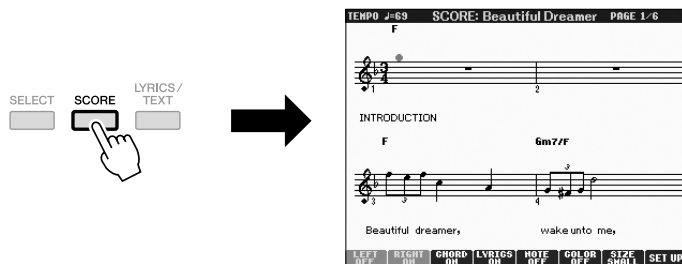 SELECT SCORE LYRICS/
TEXT
TEMPO ♩=69 SCORE: Beautiful Dreamer PAGE 1/6
F
3
4
1 2
INTRODUCTION
F Gm7/F
3 3
3 4
Beautiful dreamer, wake unto me,
LEFT OFF
RIGHT ON
CHORD ON
LYRICS ON
NOTE OFF
COLOR OFF
SIZE SMALL
SET UP